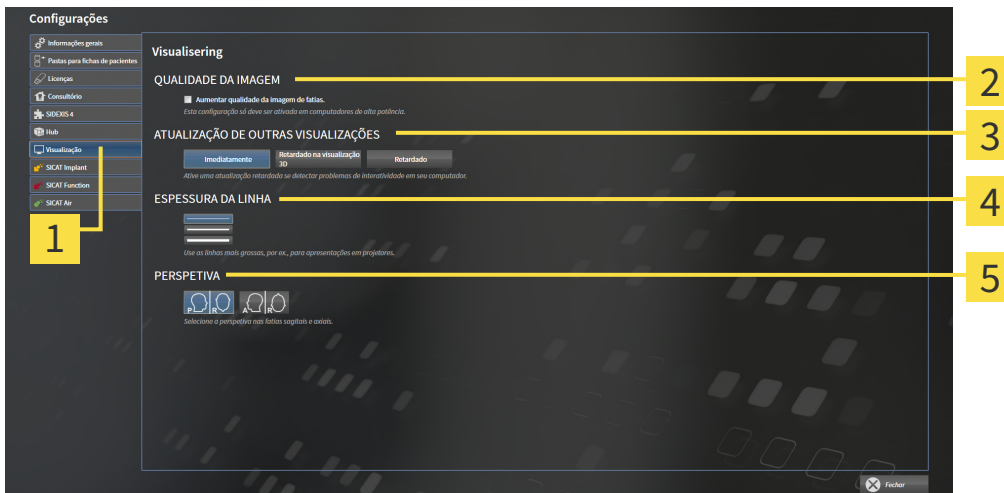 Configurações
Informações gerais
Pastas para fichas de pacientes
Licenças
Consultório
SIDEXIS 4
Hub
Visualização
SICAT Implant
SICAT Function
SICAT Air
1
Visualisering
QUALIDADE DA IMAGEM
2
Aumentar qualidade da imagem de fatias.
Esta configuração só deve ser ativada em computadores de alta potência.
ATUALIZAÇÃO DE OUTRAS VISUALIZAÇÕES
3
Imediatamente
Retardado na visualização
3D
Retardado
Ative uma atualização retardada se detectar problemas de interatividade em seu computador.
ESPESSURA DA LINHA
4
Use as linhas mais grossas, por ex., para apresentações em projetores.
PERSPETIVA
5
P R A R
Selecione a perspetiva nas fatias sagitais e axiais.
Fechar